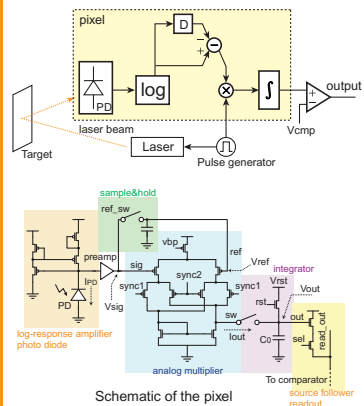 pixel
D
PD
log
−
+
−
×
∫
−
+
output
Vcmp
laser beam
Laser
Pulse generator
Target
sample&hold
ref_sw
vbp
ref
preamp
sig
Vref
sync2
integrator
sync1
sync1
IPD
Vrst
PD
Vsig
rst
Vout
sw
out
read_out
log-response amplifier
photo diode
Iout
C0
sel
analog multiplier
To comparator
source follower
readout
Schematic of the pixel